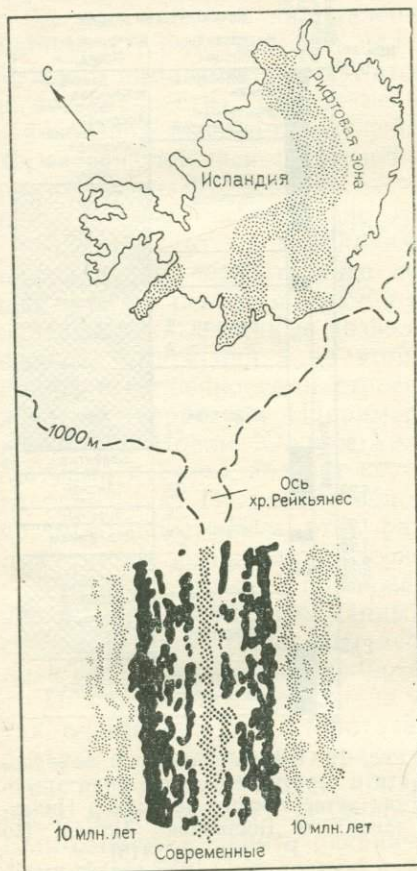 С
Рифтовая зона
Исландия
1000 м
Ось
хр. Рейкьянес
10 млн. лет
10 млн. лет
Современные